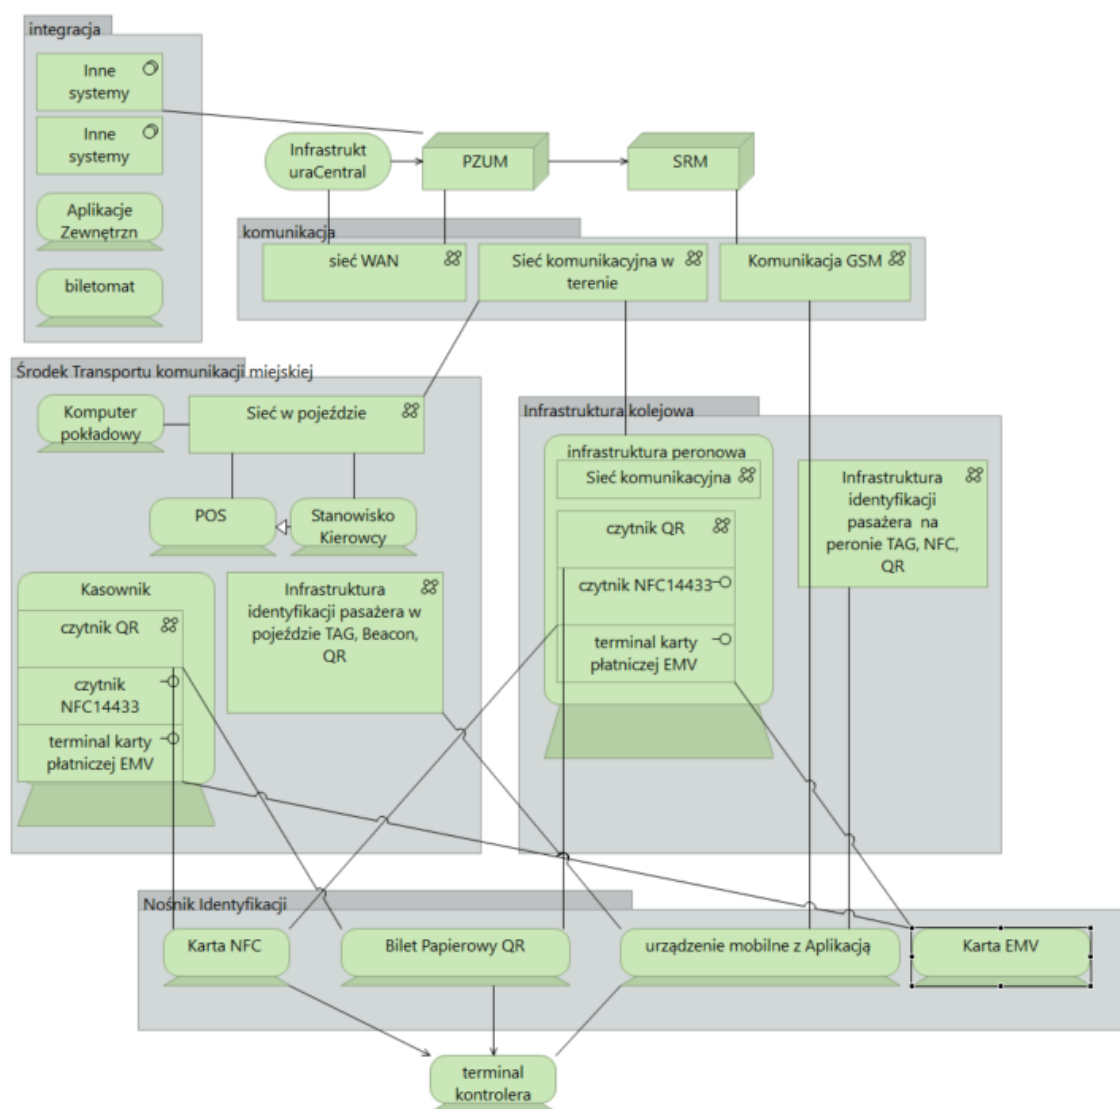 integracja
Inne
systemy
Inne
systemy
Aplikacje
Zewnętrzn
biletomat
Infrastrukt
uraCentral
PZUM
SRM
komunikacja
sieć WAN
Sieć komunikacyjna w
terenie
Komunikacja GSM
Środek Transportu komunikacji miejskiej
Komputer
pokładowy
Sieć w pojeździe
POS
Stanowisko
Kierowcy
Kasownik
czytnik QR
czytnik
NFC14433
terminal karty
płatniczej EMV
Infrastruktura
identyfikacji pasażera w
pojeździe TAG, Beacon,
QR
Infrastruktura kolejowa
infrastruktura peronowa
Sieć komunikacyjna
czytnik QR
czytnik NFC14433
terminal karty
płatniczej EMV
Infrastruktura
identyfikacji
pasażera na
peronie TAG, NFC,
QR
Nośnik Identyfikacji
Karta NFC
Bilet Papierowy QR
urządzenie mobilne z Aplikacją
Karta EMV
terminal
kontrolera